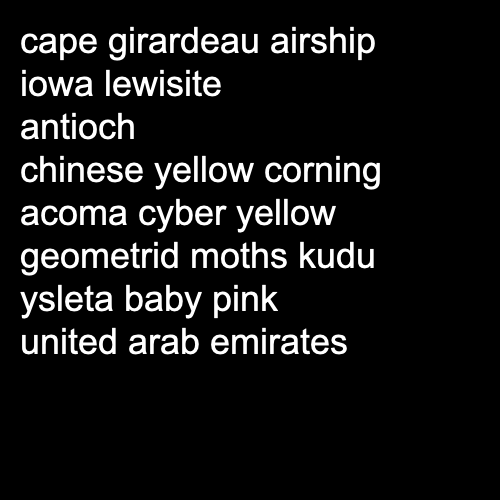 cape girardeau airship
iowa lewisite
antioch
chinese yellow corning
acoma cyber yellow
geometrid moths kudu
ysleta baby pink
united arab emirates